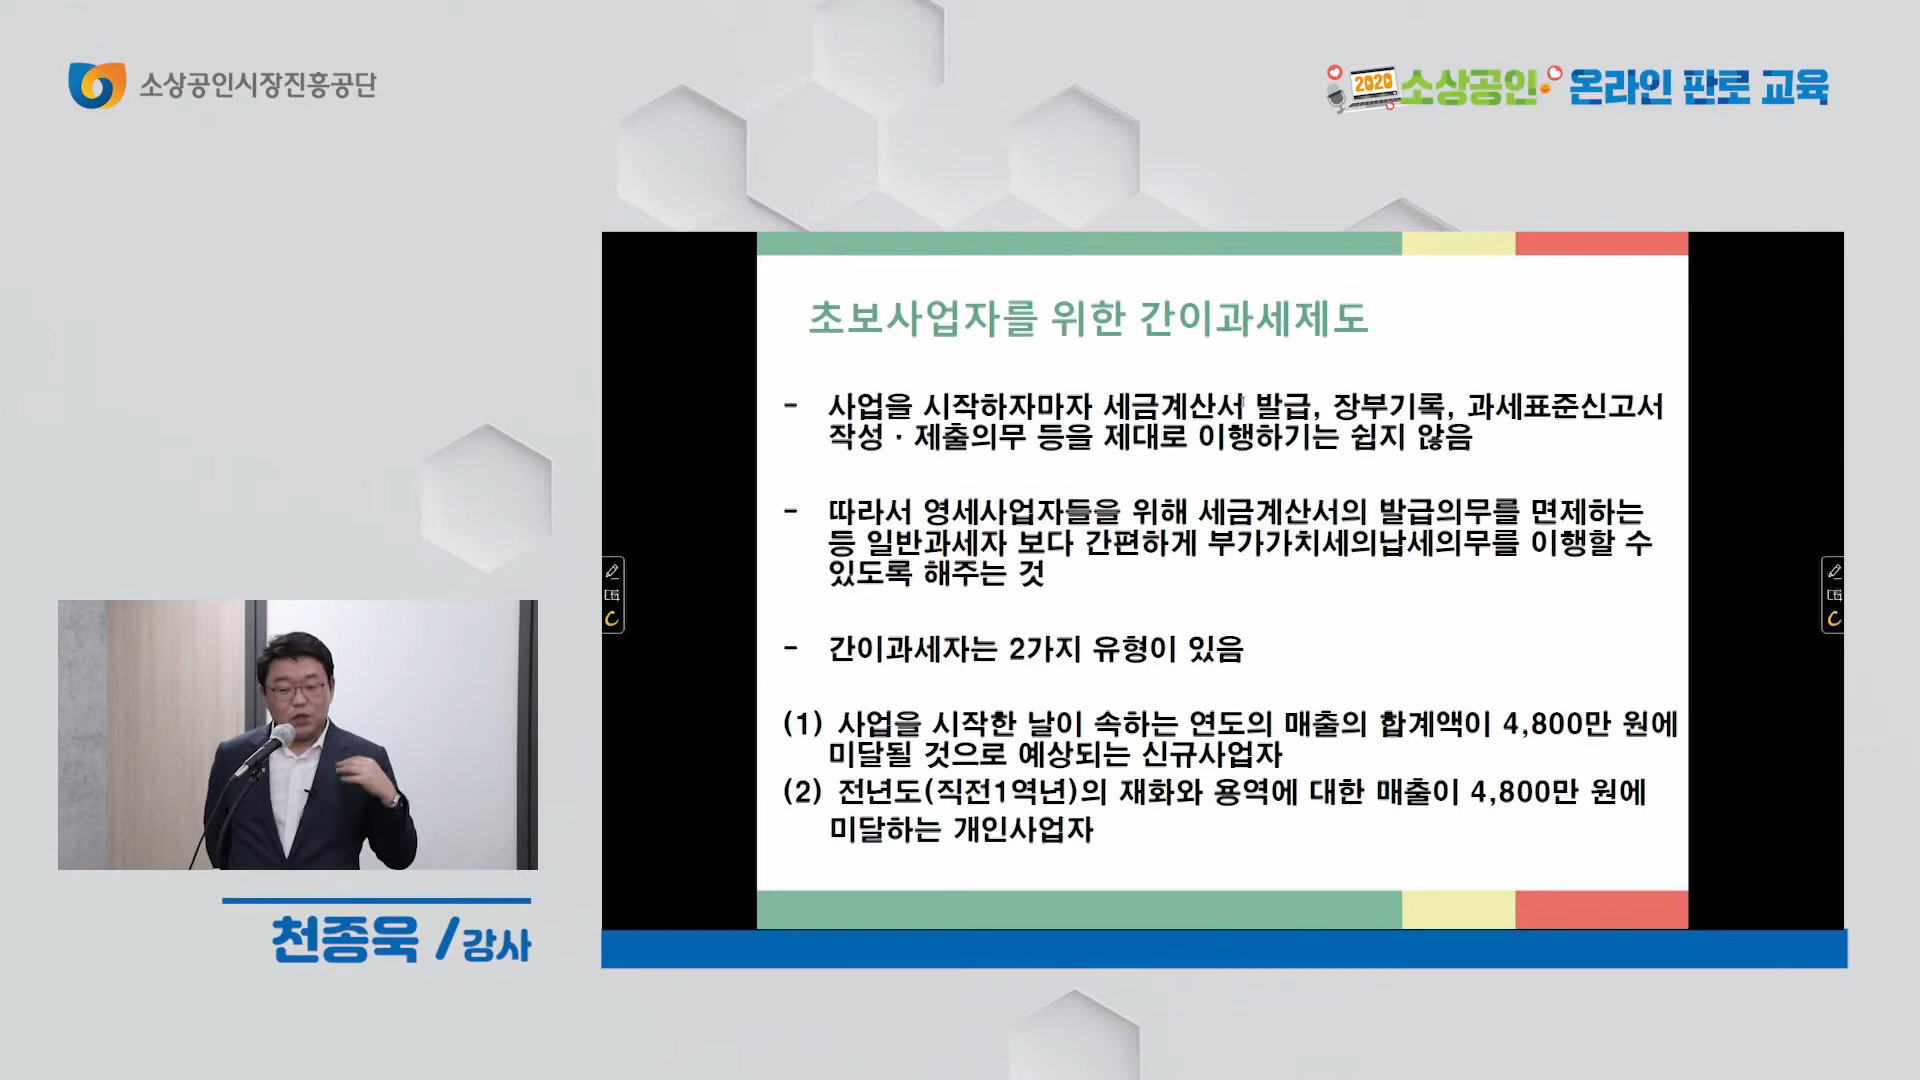 소상공인시장진흥공단
2020 소상공인 온라인 판로 교육
초보사업자를 위한 간이과세제도
- 사업을 시작하자마자 세금계산서 발급, 장부기록, 과세표준신고서
작성 · 제출의무 등을 제대로 이행하기는 쉽지 않음
- 따라서 영세사업자들을 위해 세금계산서의 발급의무를 면제하는
등 일반과세자 보다 간편하게 부가가치세의납세의무를 이행할 수
있도록 해주는 것
- 간이과세자는 2가지 유형이 있음
(1) 사업을 시작한 날이 속하는 연도의 매출의 합계액이 4,800만 원에
미달될 것으로 예상되는 신규사업자
(2) 전년도(직전1역년)의 재화와 용역에 대한 매출이 4,800만 원에
미달하는 개인사업자
천종욱 / 강사